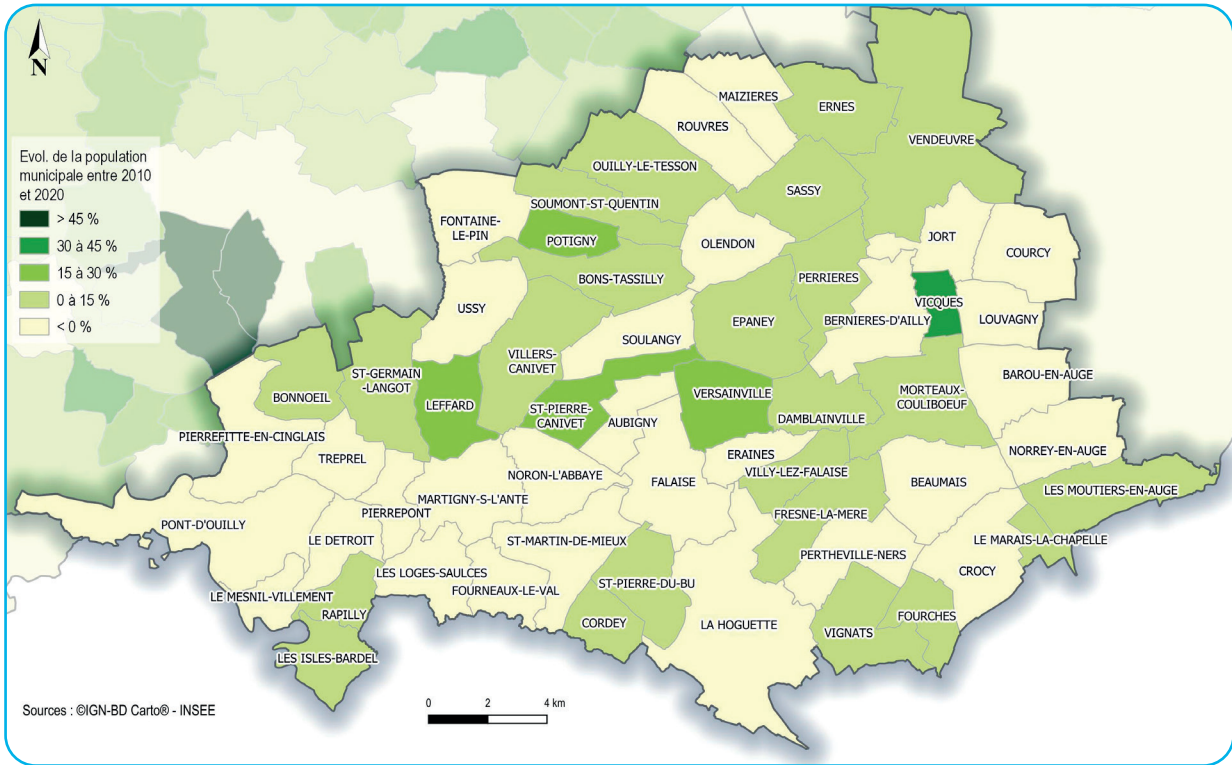 N
Evol. de la population
municipale entre 2010
et 2020
> 45 %
30 à 45 %
15 à 30 %
0 à 15 %
< 0 %
MAIZIERES
ERNES
ROUVRES
VENDEUVRE
OUILLY-LE-TESSON
SASSY
SOUMONT-ST-QUENTIN
FONTAINE-
LE-PIN
POTIGNY
OLENDON
JORT
COURCY
BONS-TASSILLY
PERRIERES
USSY
VICQUES
EPANEY
BERNIERES-D'AILLY
LOUVAGNY
SOULANGY
VILLERS-
CANIVET
ST-GERMAIN
-LANGOT
BAROU-EN-AUGE
BONNOEIL
LEFFARD
VERSAINVILLE
MORTEAUX-
COULIBOEUF
ST-PIERRE-
CANIVET
AUBIGNY
DAMBLAINVILLE
PIERREFITTE-EN-CINGLAIS
TREPREL
ERAINES
NORREY-EN-AUGE
NORON-L'ABBAYE
VILLY-LEZ-FALAISE
FALAISE
BEAUMAIS
LES MOUTIERS-EN-AUGE
MARTIGNY-S-L'ANTE
PIERREPONT
FRESNE-LA-MERE
PONT-D'OUILLY
LE DETROIT
ST-MARTIN-DE-MIEUX
LE MARAIS-LA-CHAPELLE
PERTHEVILLE-NERS
LES LOGES-SAULCES
CROCY
ST-PIERRE-DU-BU
FOURNEAUX-LE-VAL
LE MESNIL-VILLEMENT
RAPILLY
FOURCHES
CORDEY
LA HOGUETTE
VIGNATS
LES ISLES-BARDEL
Sources : ©IGN-BD Carto® - INSEE
0 2 4 km